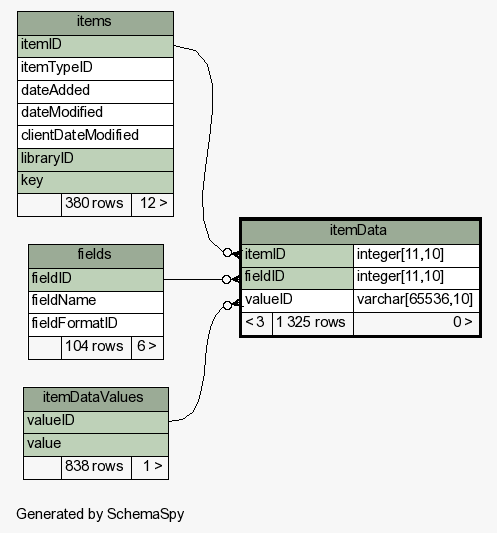 items
itemID
itemTypeID
dateAdded
dateModified
clientDateModified
libraryID
key
380 rows 12 >
itemData
itemID integer[11,10]
fieldID integer[11,10]
valueID varchar[65536,10]
< 3 1 325 rows 0 >
fields
fieldID
fieldName
fieldFormatID
104 rows 6 >
itemDataValues
valueID
value
838 rows 1 >
Generated by SchemaSpy